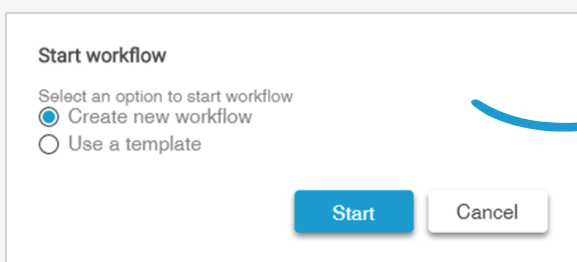 Start workflow
Select an option to start workflow
Create new workflow
Use a template
Start
Cancel